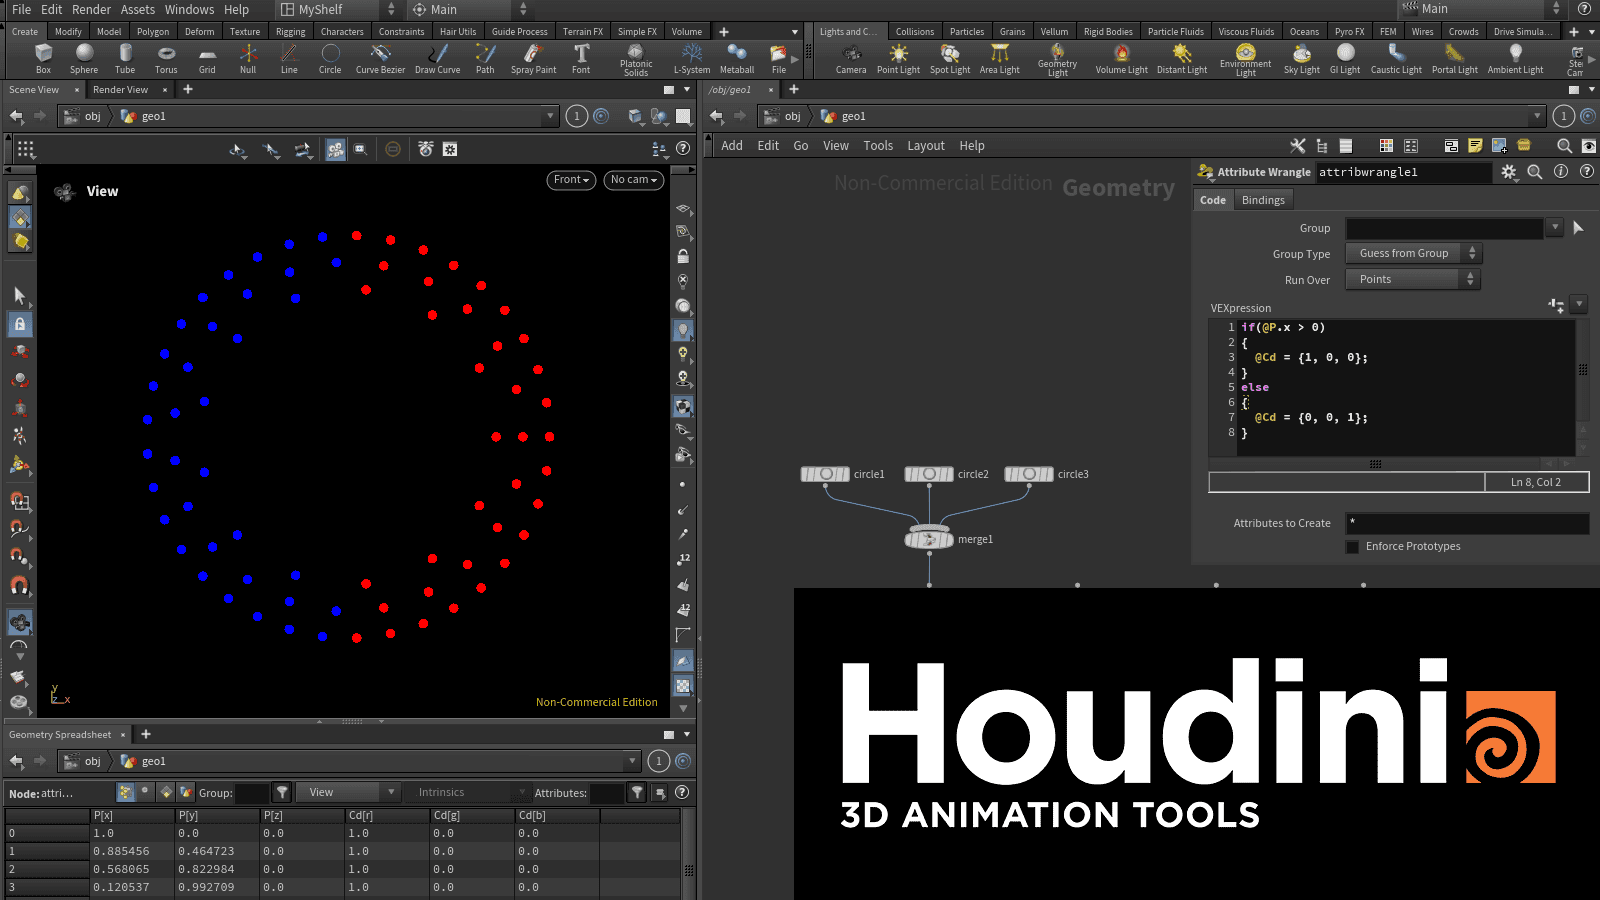 File Edit Render Assets Windows Help MyShelf Main Main
Create Modify Model Polygon Deform Texture Rigging Characters Constraints Hair Utils Guide Process Terrain FX Simple FX Volume
Lights and C... Collisions Particles Grains Vellum Rigid Bodies Particle Fluids Viscous Fluids Oceans Pyro FX FEM Wires Crowds Drive Simula...
Box Sphere Tube Torus Grid Null Line Circle Curve Bezier Draw Curve Path Spray Paint Font Platonic Solids L-System Metaball File
Camera Point Light Spot Light Area Light Geometry Light Volume Light Distant Light Environment Light Sky Light GI Light Caustic Light Portal Light Ambient Light Ste Cam
Scene View Render View
obj geo1 1
View
Front No cam
12
12
y
z x
Non-Commercial Edition
/obj/geo1
obj geo1 1
Add Edit Go View Tools Layout Help
Non-Commercial Edition Geometry
Attribute Wrangle attribwrangle1
Code Bindings
Group
Group Type Guess from Group
Run Over Points
VEXpression
1 if(@P.x > 0)
2 {
3 @Cd = {1, 0, 0};
4 }
5 else
6 {
7 @Cd = {0, 0, 1};
8 }
Ln 8, Col 2
Attributes to Create *
Enforce Prototypes
circle1 circle2 circle3
merge1
Geometry Spreadsheet
obj geo1 1
Node: attri... Group: View Intrinsics Attributes:
P[x] P[y] P[z] Cd[r] Cd[g] Cd[b]
0 1.0 0.0 0.0 1.0 0.0 0.0
1 0.885456 0.464723 0.0 1.0 0.0 0.0
2 0.568065 0.822984 0.0 1.0 0.0 0.0
3 0.120537 0.992709 0.0 1.0 0.0 0.0
Houdini
3D ANIMATION TOOLS